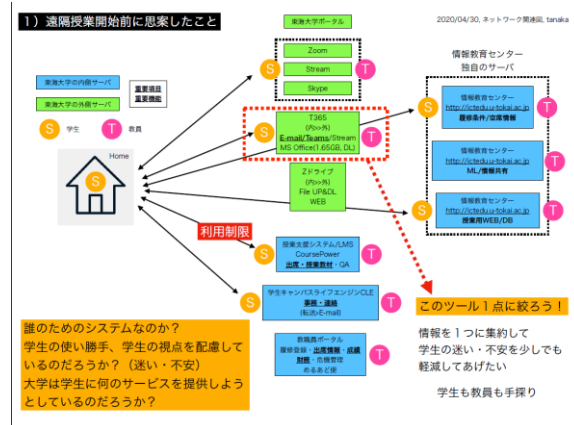 1）遠隔授業開始前に思案したこと
2020/04/30, ネットワーク関連図, tanaka
東海大学ポータル
Zoom
Stream
Skype
S
T
東海大学の内側サーバ
東海大学の外側サーバ
重要項目
重要機能
S 学生
T 教員
Home
S
T365
(内>>外)
E-mail/Teams/Stream
MS Office(1.65GB, DL)
S
T
Zドライブ
(内>>外)
File UP&DL
WEB
情報教育センター
独自のサーバ
情報教育センター
http://ictedu.u-tokai.ac.jp
履修条件/空席情報
S
T
情報教育センター
ML/情報共有
T
情報教育センター
http://ictedu.u-tokai.ac.jp
授業用WEB/DB
S
T
利用制限
授業支援システム/LMS
CoursePower
出席・授業教材・QA
S
T
学生キャンパスライフエンジンCLE
事務・連絡
(転送>E-mail)
S
T
教職員ポータル
履修登録・出席情報・成績
財務・危機管理
めるあど便
T
誰のためのシステムなのか？
学生の使い勝手、学生の視点を配慮して
いるのだろうか？（迷い・不安）
大学は学生に何のサービスを提供しよう
としているのだろうか？
このツール１点に絞ろう！
情報を１つに集約して
学生の迷い・不安を少しでも
軽減してあげたい
学生も教員も手探り